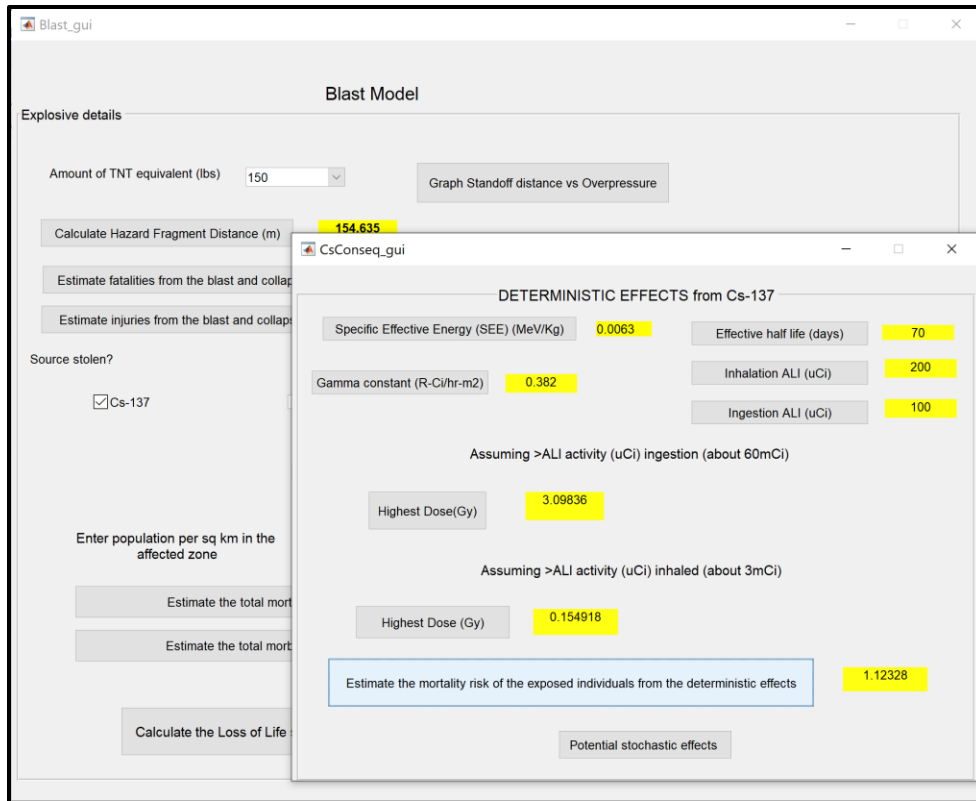 Blast_gui
Blast Model
Explosive details
Amount of TNT equivalent (lbs)
150
Graph Standoff distance vs Overpressure
Calculate Hazard Fragment Distance (m)
154.635
Estimate fatalities from the blast and collap
Estimate injuries from the blast and collaps
Source stolen?
Cs-137
Enter population per sq km in the
affected zone
Estimate the total mort
Estimate the total mort
Calculate the Loss of Life
CsConseq_gui
DETERMINISTIC EFFECTS from Cs-137
Specific Effective Energy (SEE) (MeV/Kg)
0.0063
Effective half life (days)
70
Gamma constant (R-Ci/hr-m2)
0.382
Inhalation ALI (uCi)
200
Ingestion ALI (uCi)
100
Assuming >ALI activity (uCi) ingestion (about 60mCi)
Highest Dose(Gy)
3.09836
Assuming >ALI activity (uCi) inhaled (about 3mCi)
Highest Dose (Gy)
0.154918
Estimate the mortality risk of the exposed individuals from the deterministic effects
1.12328
Potential stochastic effects